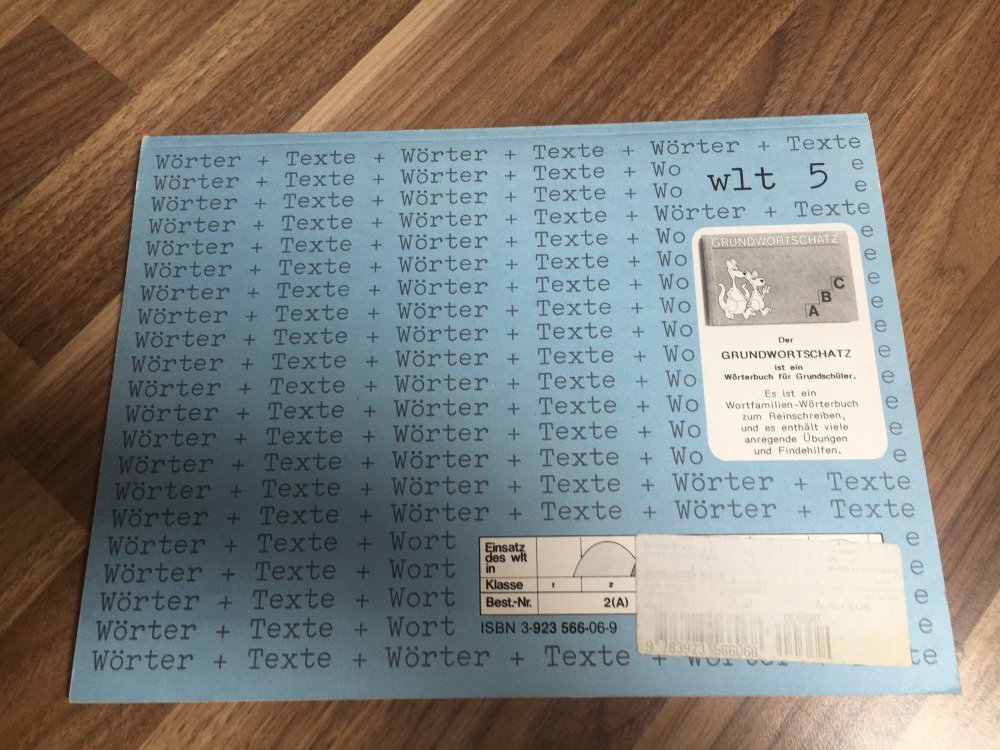 Wörter + Texte + Wörter + Texte + Wörter + Texte
Wörter + Texte + Wörter + Texte + Wo e
Wörter + Texte + Wörter + Texte + Wo e
wlt 5
Wörter + Texte + Wörter + Texte + Wörter + Texte
Wörter + Texte + Wörter + Texte + Wo e
Wörter + Texte + Wörter + Texte + Wo e
Wörter + Texte + Wörter + Texte + Wo e
Wörter + Texte + Wörter + Texte + Wo e
Wörter + Texte + Wörter + Texte + Wo e
Wörter + Texte + Wörter + Texte + Wo e
Wörter + Texte + Wörter + Texte + Wo e
Wörter + Texte + Wörter + Texte + Wo e
Wörter + Texte + Wörter + Texte + Wo e
Wörter + Texte + Wörter + Texte + Wo e
GRUNDWORTSCHATZ
A B C
Der
GRUNDWORTSCHATZ
ist ein
Wörterbuch für Grundschüler.
Es ist ein
Wortfamilien-Wörterbuch
zum Reinschreiben,
und es enthält viele
anregende Übungen
und Findehilfen.
Wörter + Texte + Wörter + Texte + Wörter + Texte
Wörter + Texte + Wörter + Texte + Wörter + Texte
Wörter + Texte + Wort e
Wörter + Texte + Wort e
Wörter + Texte + Wort e
Wörter + Texte + Wort e
Einsatz
des wlt
in
Klasse 1 2
Best.-Nr. 2(A)
ISBN 3-923 566-06-9
EUR
9 783923 566068
Wörter + Texte + Wörter + Texte + Wörter + te